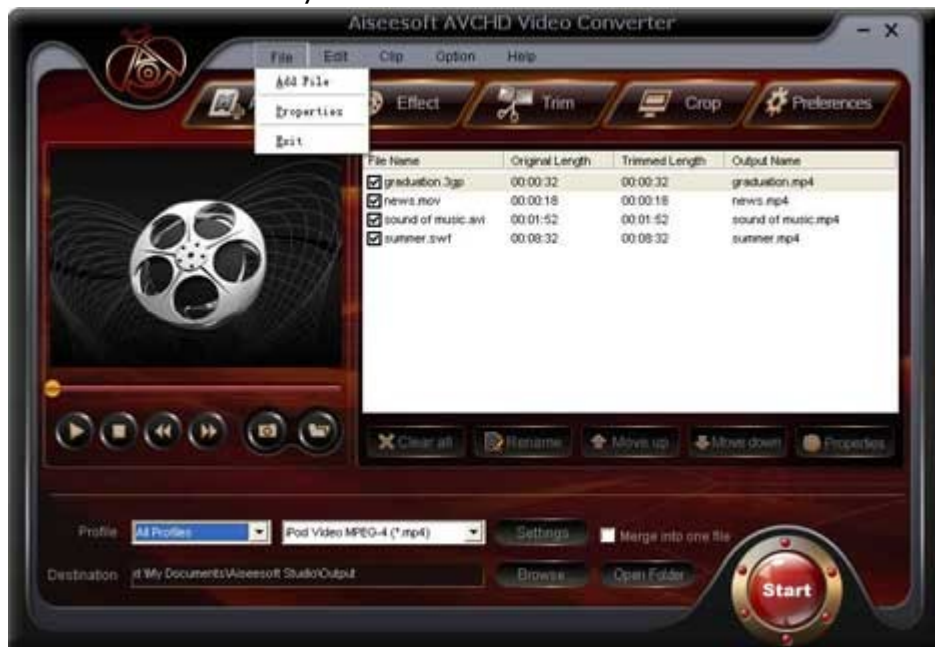 Aiseesoft AVCHD Video Converter
File Edit Clip Option Help
Add File
Properties
Exit
Effect Trim Crop Preferences
File Name Original Length Trimmed Length Output Name
graduation.3gp 00:00:32 00:00:32 graduation.mp4
news.mov 00:00:18 00:00:18 news.mp4
sound of music.avi 00:01:52 00:01:52 sound of music.mp4
summer.swf 00:08:32 00:08:32 summer.mp4
Clear all Rename Move up Move down Properties
Profile All Profiles iPod Video MPEG-4 (*.mp4) Settings Merge into one file
Destination My Documents\Aiseesoft Studio\Output Browse Open Folder
Start